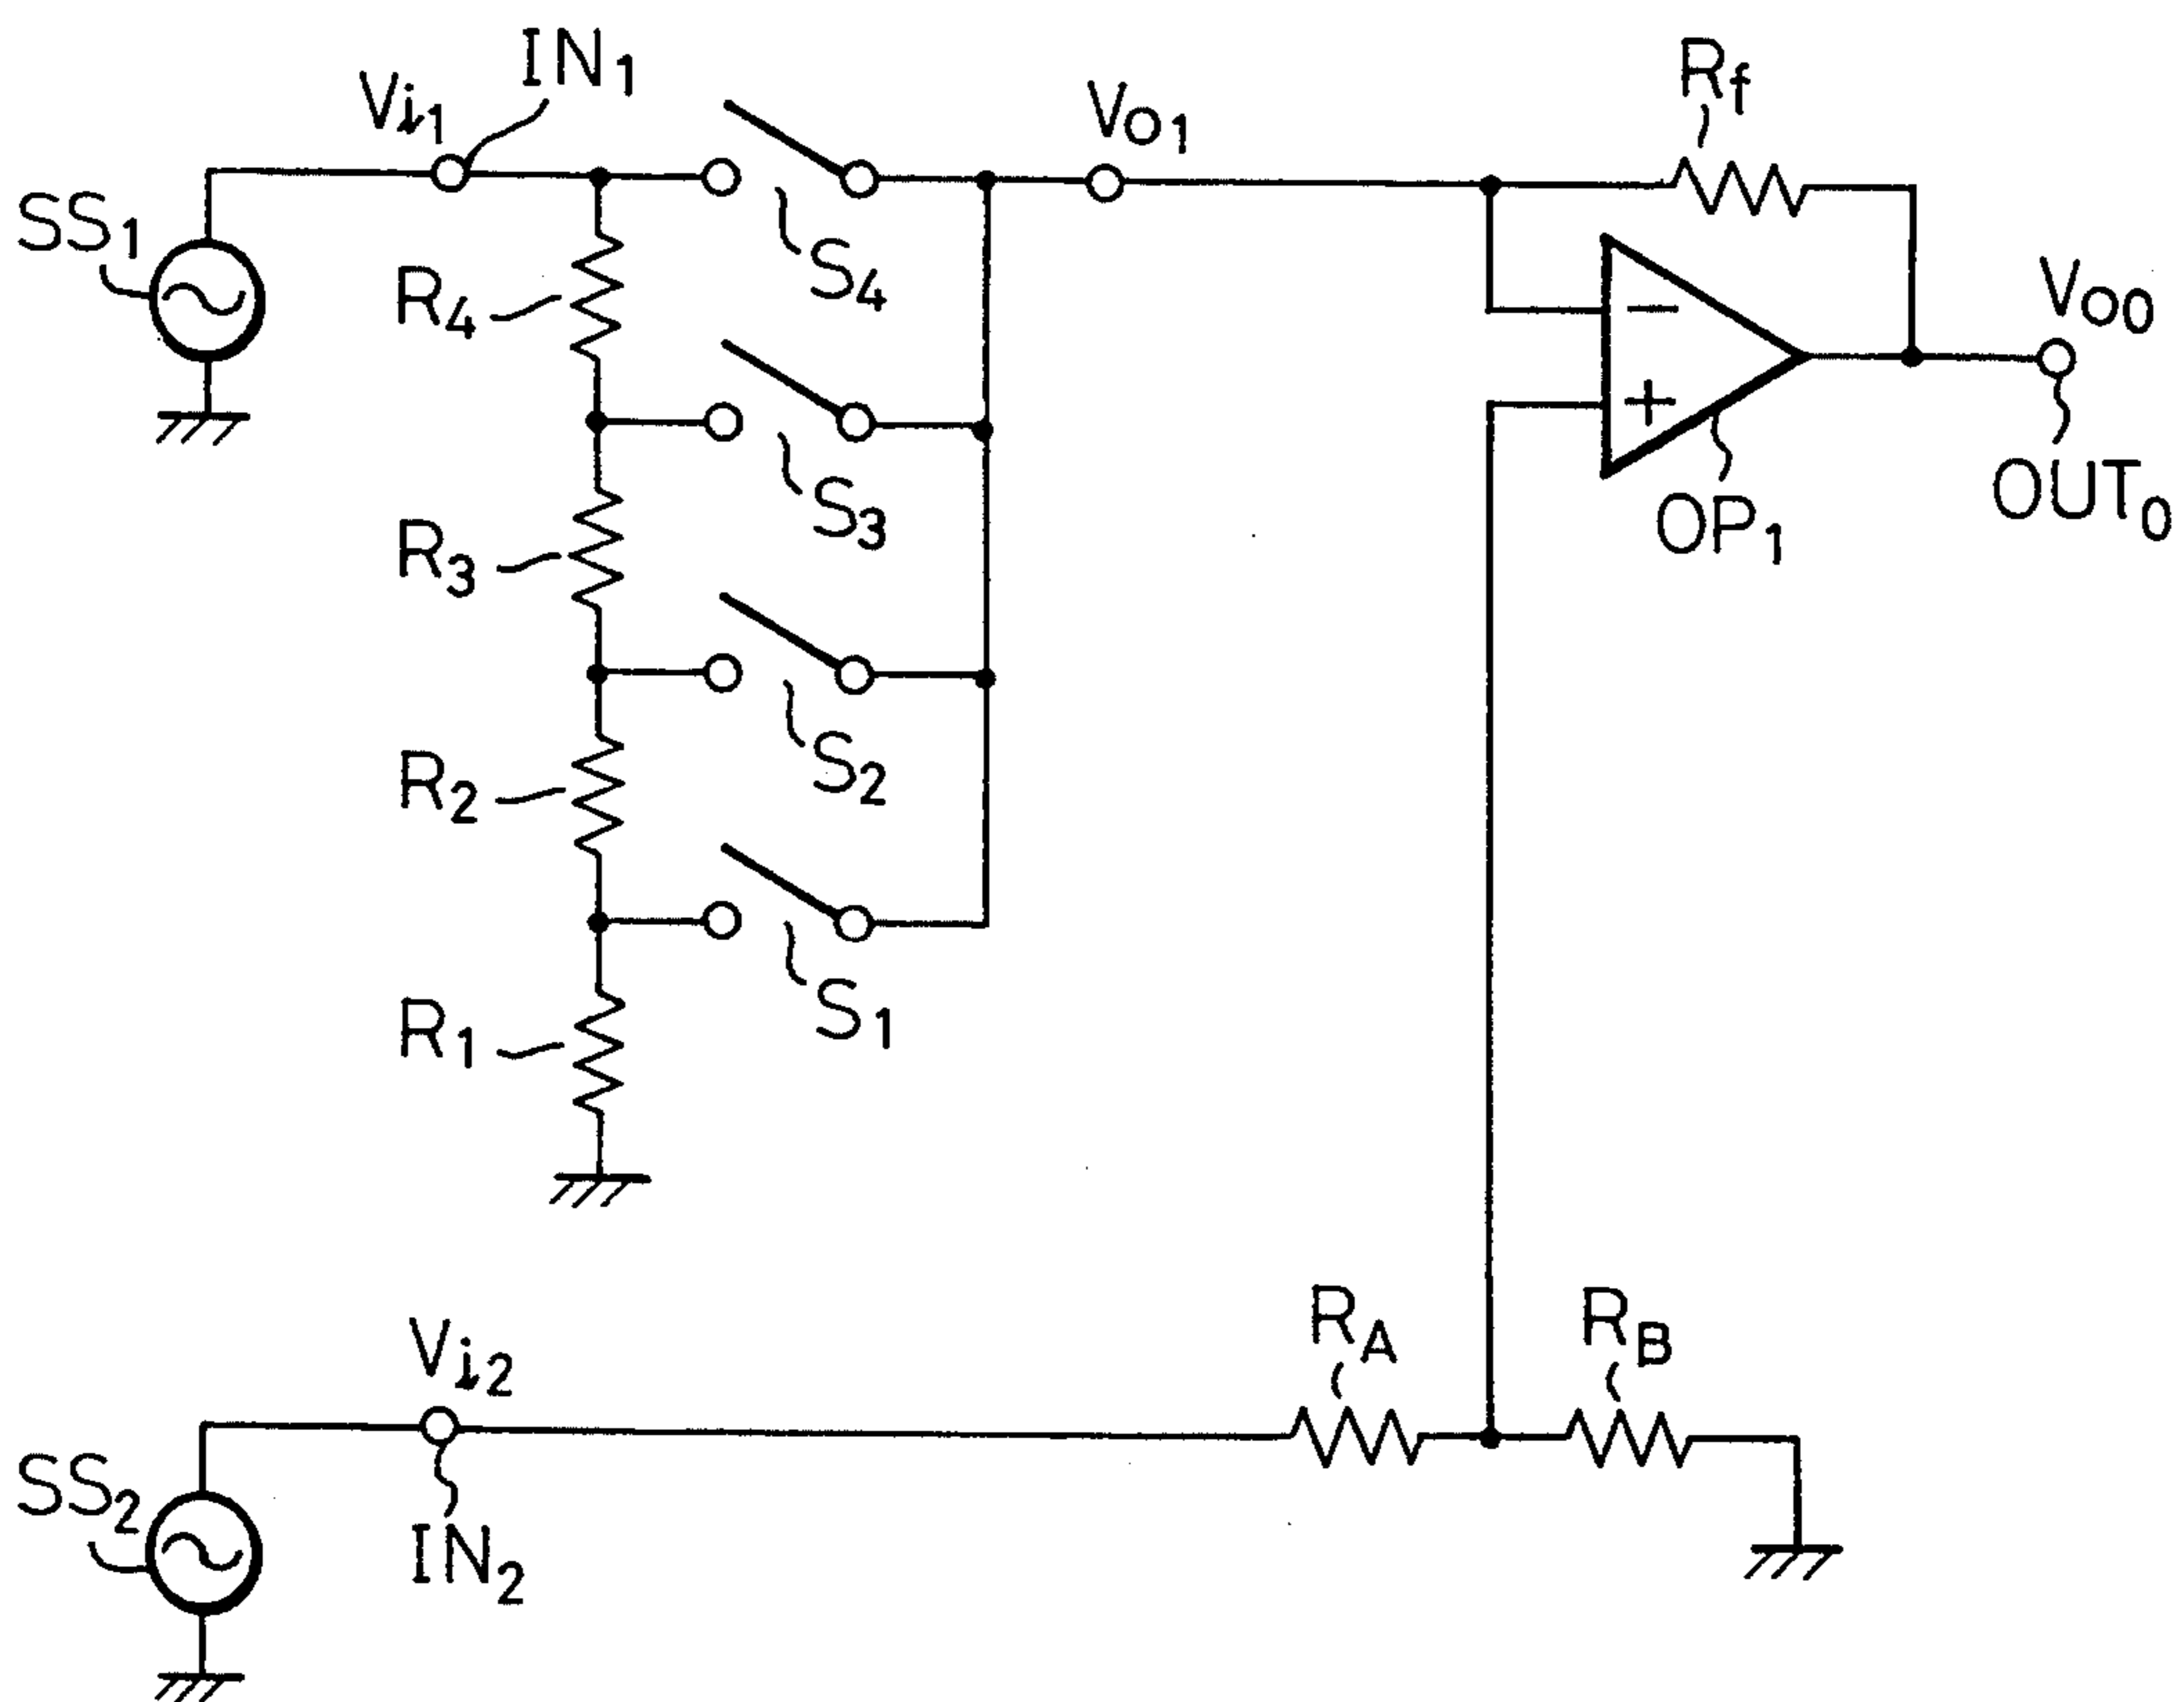 IN1
Vi1
Vo1
Rf
SS1
R4
S4
Vo0
OUT0
OP1
R3
S3
R2
S2
R1
S1
Vi2
RA
RB
SS2
IN2
−
+